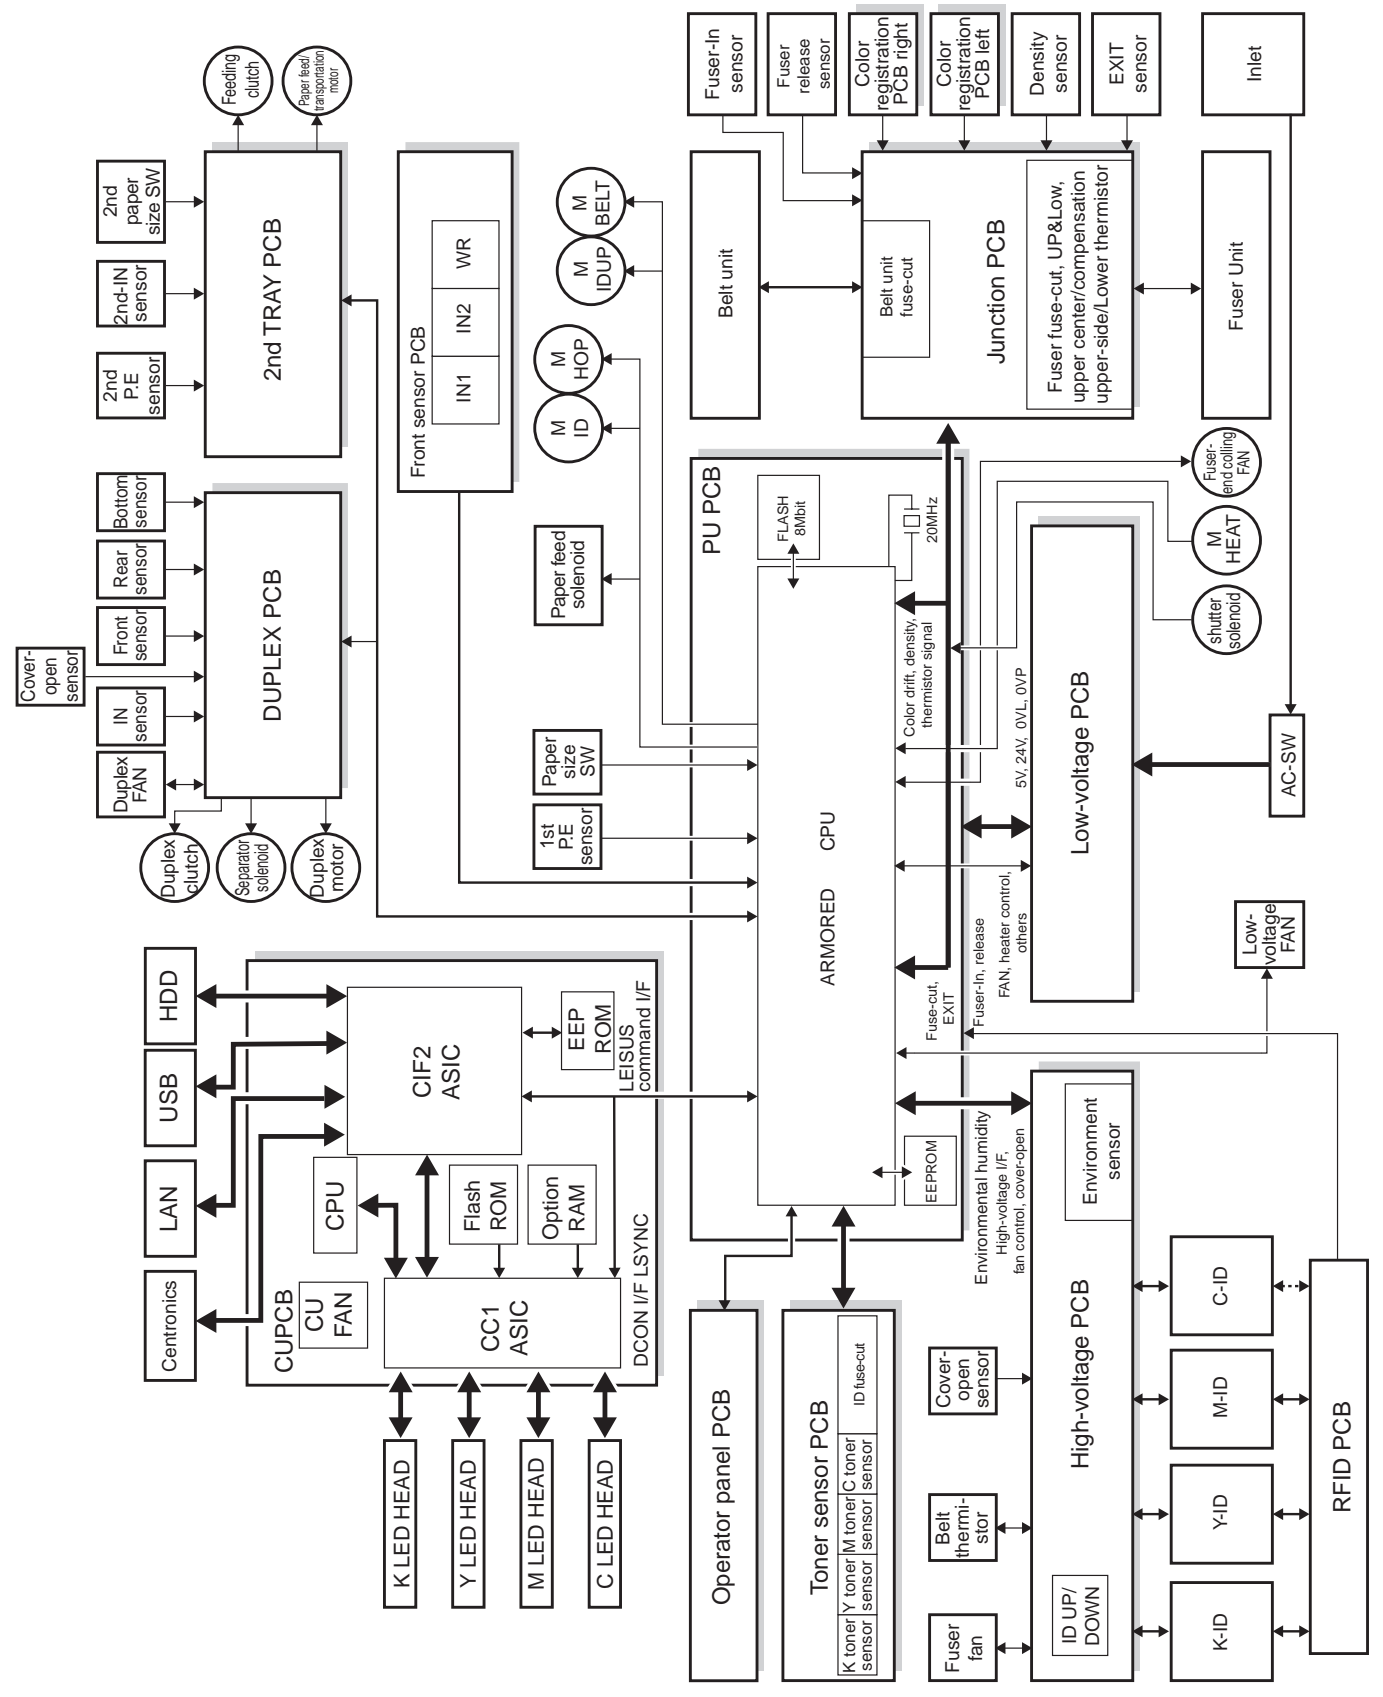 Centronics
LAN
USB
HDD
CUPCB
CU
FAN
CPU
CIF2
ASIC
CC1
ASIC
Flash
ROM
Option
RAM
EEP
ROM
LEISUS
command I/F
DCON I/F LSYNC
K LED HEAD
Y LED HEAD
M LED HEAD
C LED HEAD
Duplex
clutch
Separator
solenoid
Duplex
motor
Duplex
FAN
IN
sensor
Cover-
open
sensor
Front
sensor
Rear
sensor
Bottom
sensor
DUPLEX PCB
2nd
P.E
sensor
2nd-IN
sensor
2nd
paper
size SW
2nd TRAY PCB
Feeding
clutch
Paper feed/
transportation
motor
Front sensor PCB
IN1
IN2
WR
1st
P.E
sensor
Paper
size
SW
Paper feed
solenoid
M
ID
M
HOP
M
IDUP
M
BELT
Operator panel PCB
Toner sensor PCB
K toner
sensor
Y toner
sensor
M toner
sensor
C toner
sensor
ID fuse-cut
PU PCB
ARMORED CPU
FLASH
8Mbit
20MHz
EEPROM
Belt unit
Belt unit
fuse-cut
Junction PCB
Fuser fuse-cut, UP&Low,
upper center/compensation
upper-side/Lower thermistor
Fuser-In
sensor
Fuser
release
sensor
Color
registration
PCB right
Color
registration
PCB left
Density
sensor
EXIT
sensor
Inlet
Fuser Unit
Fuser-
end colling
FAN
M
HEAT
shutter
solenoid
Color drift, density,
thermistor signal
5V, 24V, 0VL, 0VP
Fuse-cut,
EXIT
Fuser-In, release
FAN, heater control,
others
Low-voltage PCB
AC-SW
Low-
voltage
FAN
Environmental humidity
High-voltage I/F,
fan control, cover-open
Fuser
fan
Belt
thermi-
stor
Cover-
open
sensor
High-voltage PCB
ID UP/
DOWN
Environment
sensor
K-ID
Y-ID
M-ID
C-ID
RFID PCB